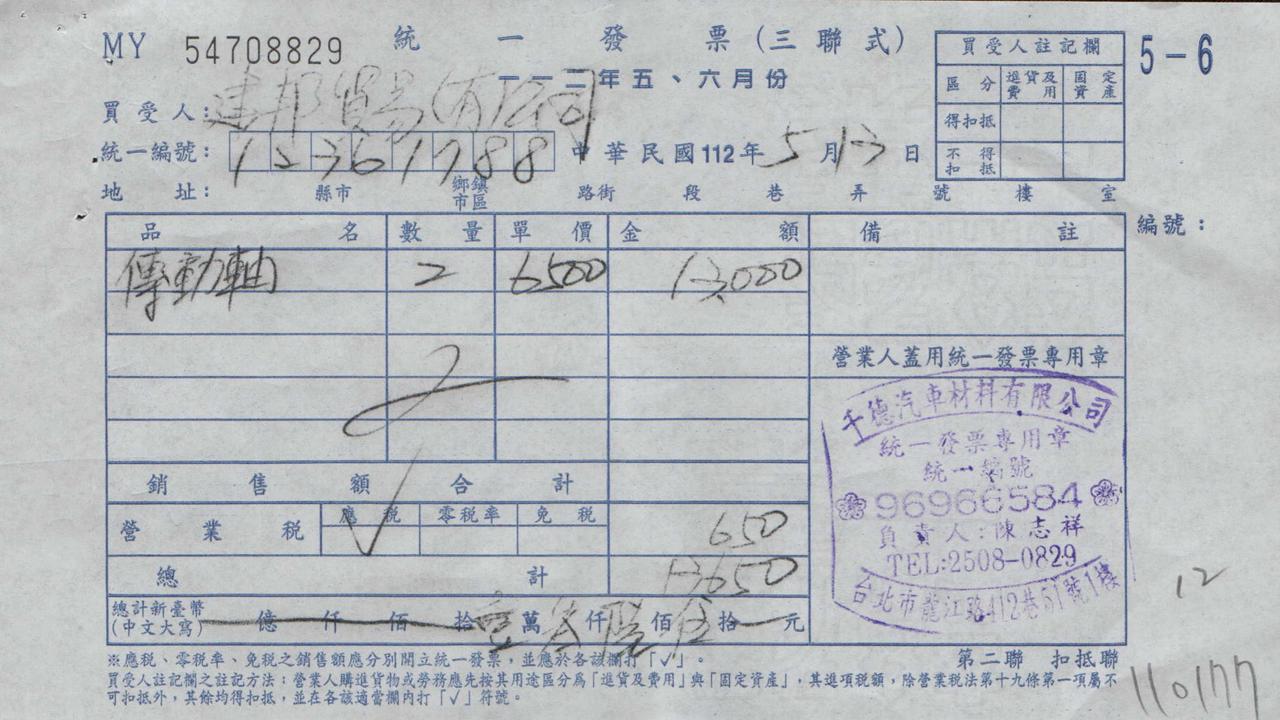 MY 54708829 統一發票(三聯式)
一一二年五、六月份
5-6
買受人註記欄
區分 進貨及費用 固定資產
得扣抵
不得扣抵
買受人:建邦貿易(有)公司
統一編號:12361788 中華民國112年5月13日
地址: 縣市 鄉鎮市區 路街 段 巷 弄 號 樓 室
編號:
品名 數量 單價 金額 備註
傳動軸 2 6500 13,000
營業人蓋用統一發票專用章
千德汽車材料有限公司
統一發票專用章
統一編號
96966584
負責人:陳志祥
TEL:2508-0829
台北市龍江路412巷51號1樓
銷售額合計
營業稅 應稅 √ 零稅率 免稅 650
總計 13650
總計新臺幣(中文大寫) 億 仟 佰 拾 壹 萬 仟 佰 伍 拾 元
12
※應稅、零稅率、免稅之銷售額應分別開立統一發票,並應於各該欄打「√」。
第二聯 扣抵聯
買受人註記欄之註記方法:營業人購進貨物或勞務應先按其用途區分為「進貨及費用」與「固定資產」,其進項稅額,除營業稅法第十九條第一項屬不
可扣抵外,其餘均得扣抵,並在各該適當欄內打「√」符號。
110177